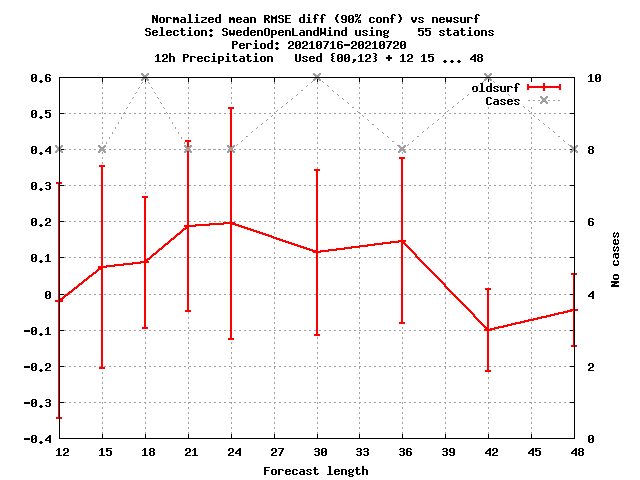 Normalized mean RMSE diff (90% conf) vs newsurf
Selection: SwedenOpenLandWind using    55 stations
Period: 20210716-20210720
12h Precipitation   Used {00,12} + 12 15 ... 48
oldsurf
Cases
0.6
0.5
0.4
0.3
0.2
0.1
0
-0.1
-0.2
-0.3
-0.4
10
8
6
4
2
0
No cases
12 15 18 21 24 27 30 33 36 39 42 45 48
Forecast length